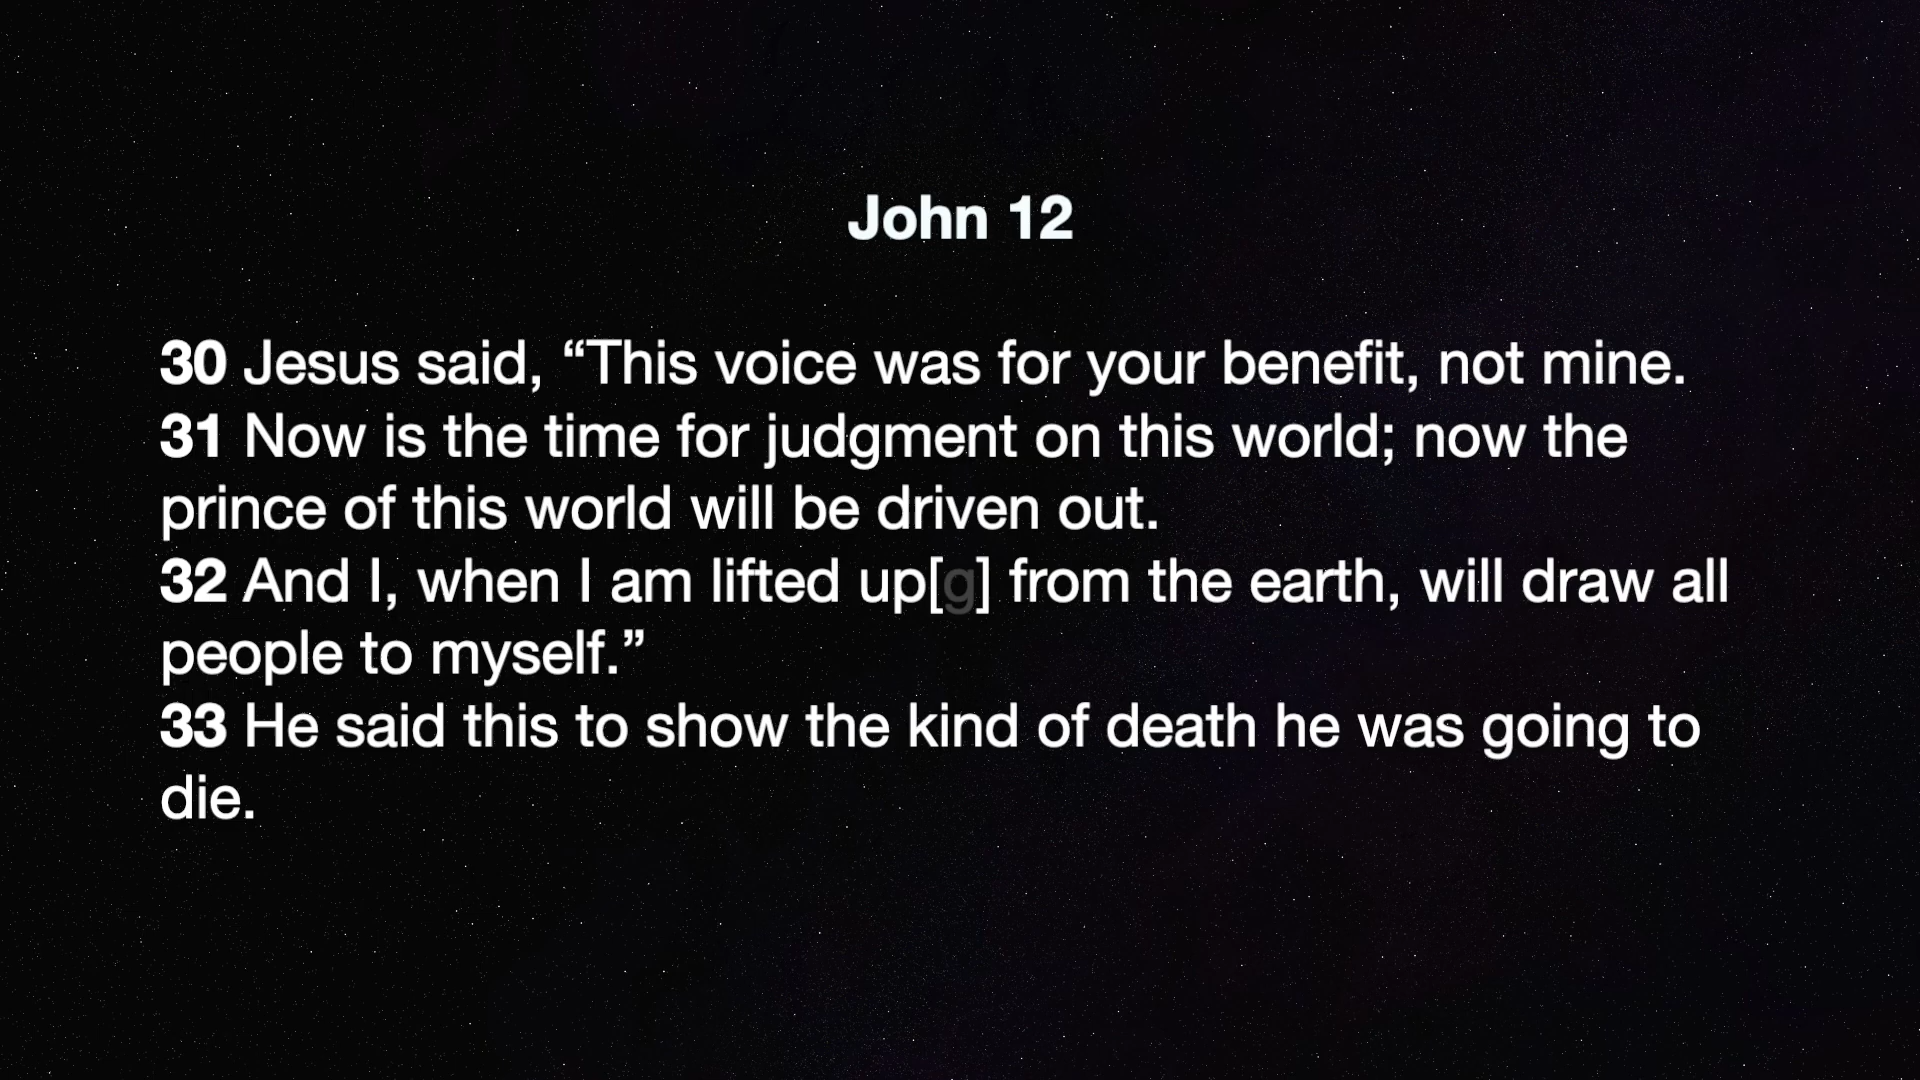 John 12
30 Jesus said, “This voice was for your benefit, not mine.
31 Now is the time for judgment on this world; now the
prince of this world will be driven out.
32 And I, when I am lifted up[g] from the earth, will draw all
people to myself.”
33 He said this to show the kind of death he was going to
die.